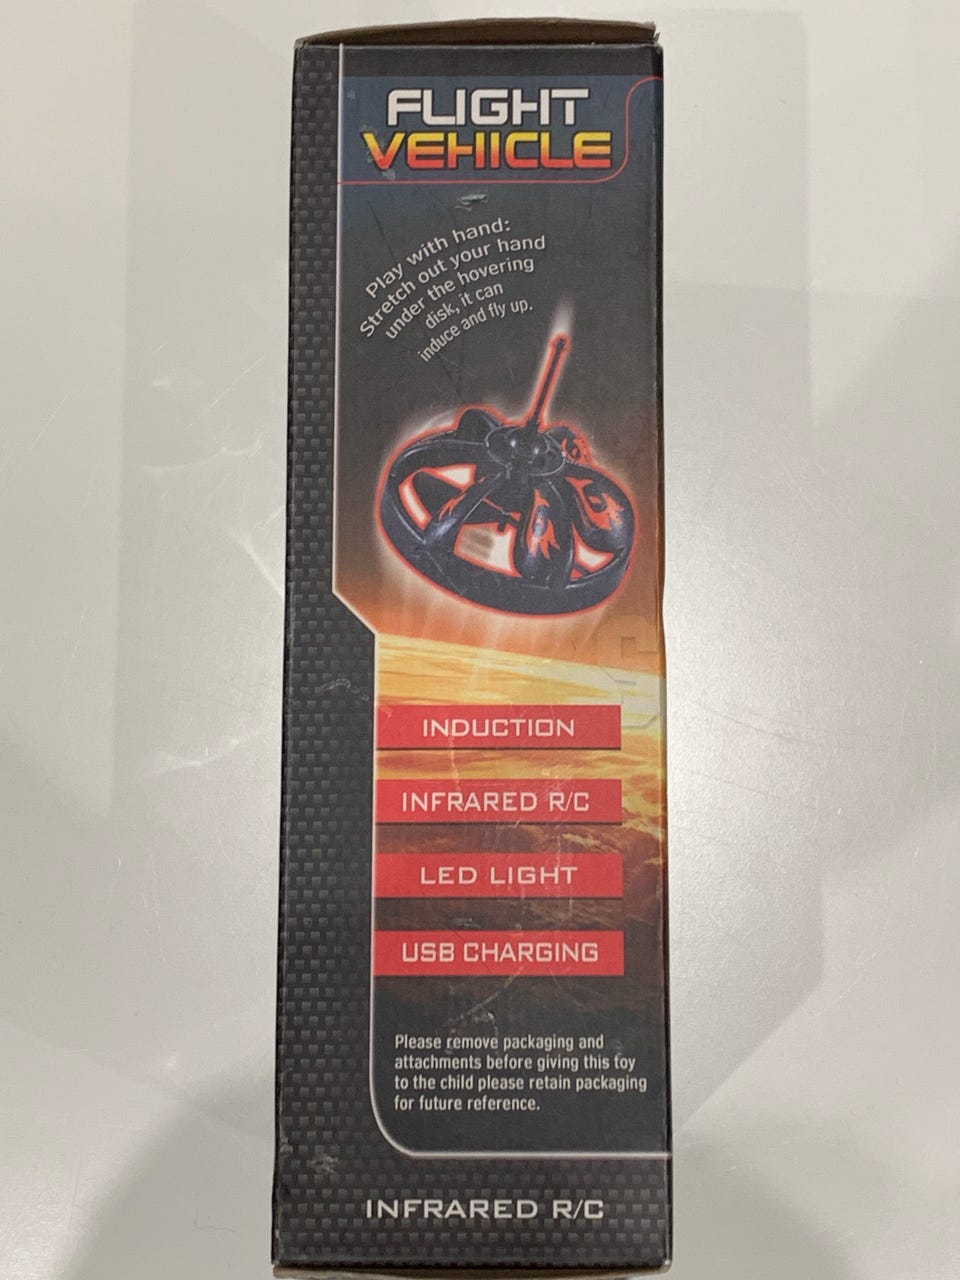 FLIGHT
VEHICLE
Play with hand:
Stretch out your hand
under the hovering
disk, it can
induce and fly up.
INDUCTION
INFRARED R/C
LED LIGHT
USB CHARGING
Please remove packaging and
attachments before giving this toy
to the child please retain packaging
for future reference.
INFRARED R/C